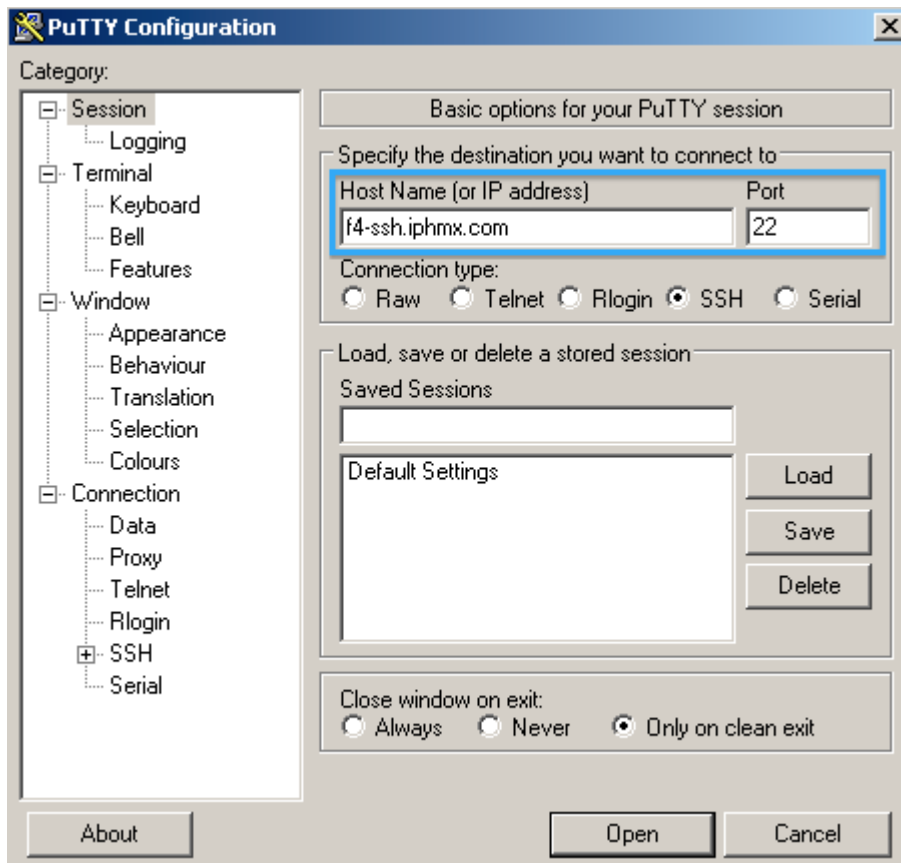 PuTTY Configuration
Category:
Session
Logging
Terminal
Keyboard
Bell
Features
Window
Appearance
Behaviour
Translation
Selection
Colours
Connection
Data
Proxy
Telnet
Rlogin
SSH
Serial
Basic options for your PuTTY session
Specify the destination you want to connect to
Host Name (or IP address) Port
f4-ssh.iphmx.com 22
Connection type:
Raw Telnet Rlogin SSH Serial
Load, save or delete a stored session
Saved Sessions
Default Settings
Load
Save
Delete
Close window on exit:
Always Never Only on clean exit
About Open Cancel